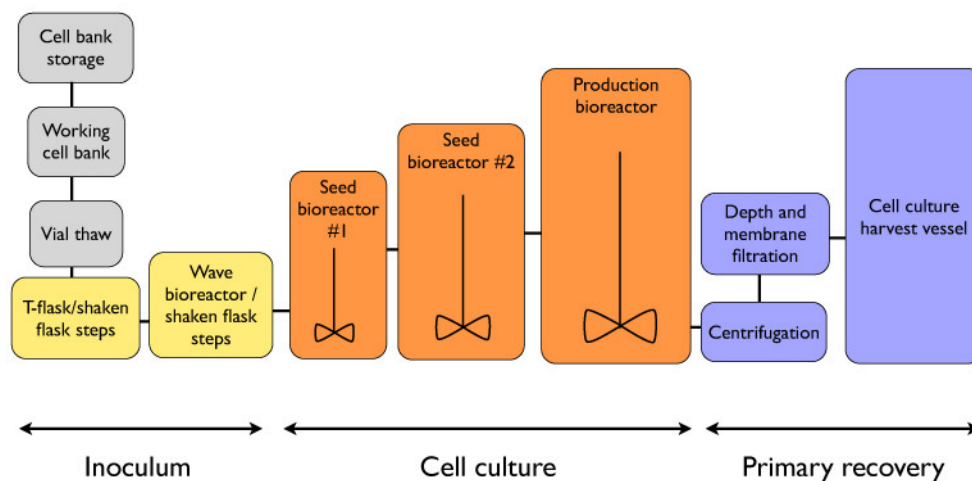 Cell bank
storage
Working
cell bank
Vial thaw
T-flask/shaken
flask steps
Wave
bioreactor /
shaken flask
steps
Seed
bioreactor
#1
Seed
bioreactor #2
Production
bioreactor
Depth and
membrane
filtration
Centrifugation
Cell culture
harvest vessel
Inoculum
Cell culture
Primary recovery